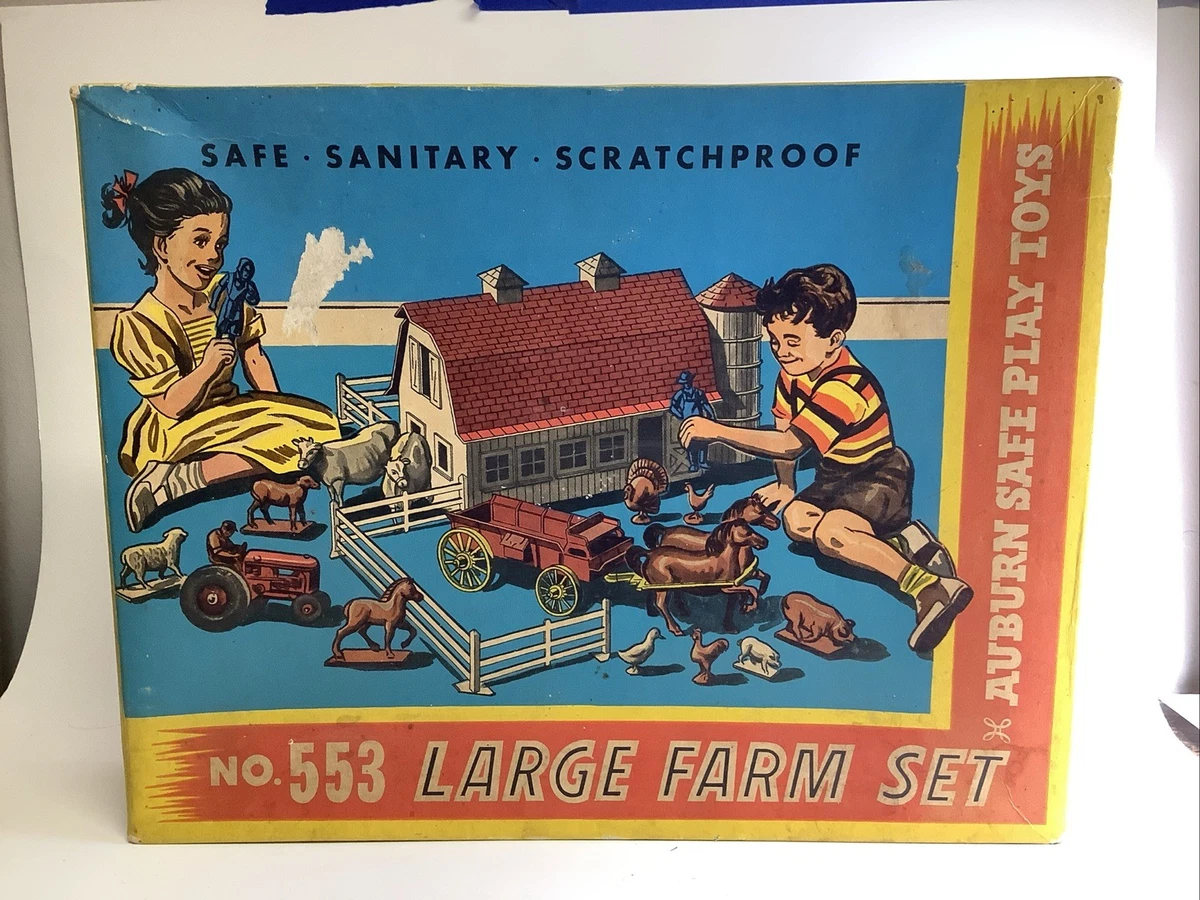 SAFE · SANITARY · SCRATCHPROOF
AUBURN SAFE PLAY TOYS
NO. 553 LARGE FARM SET